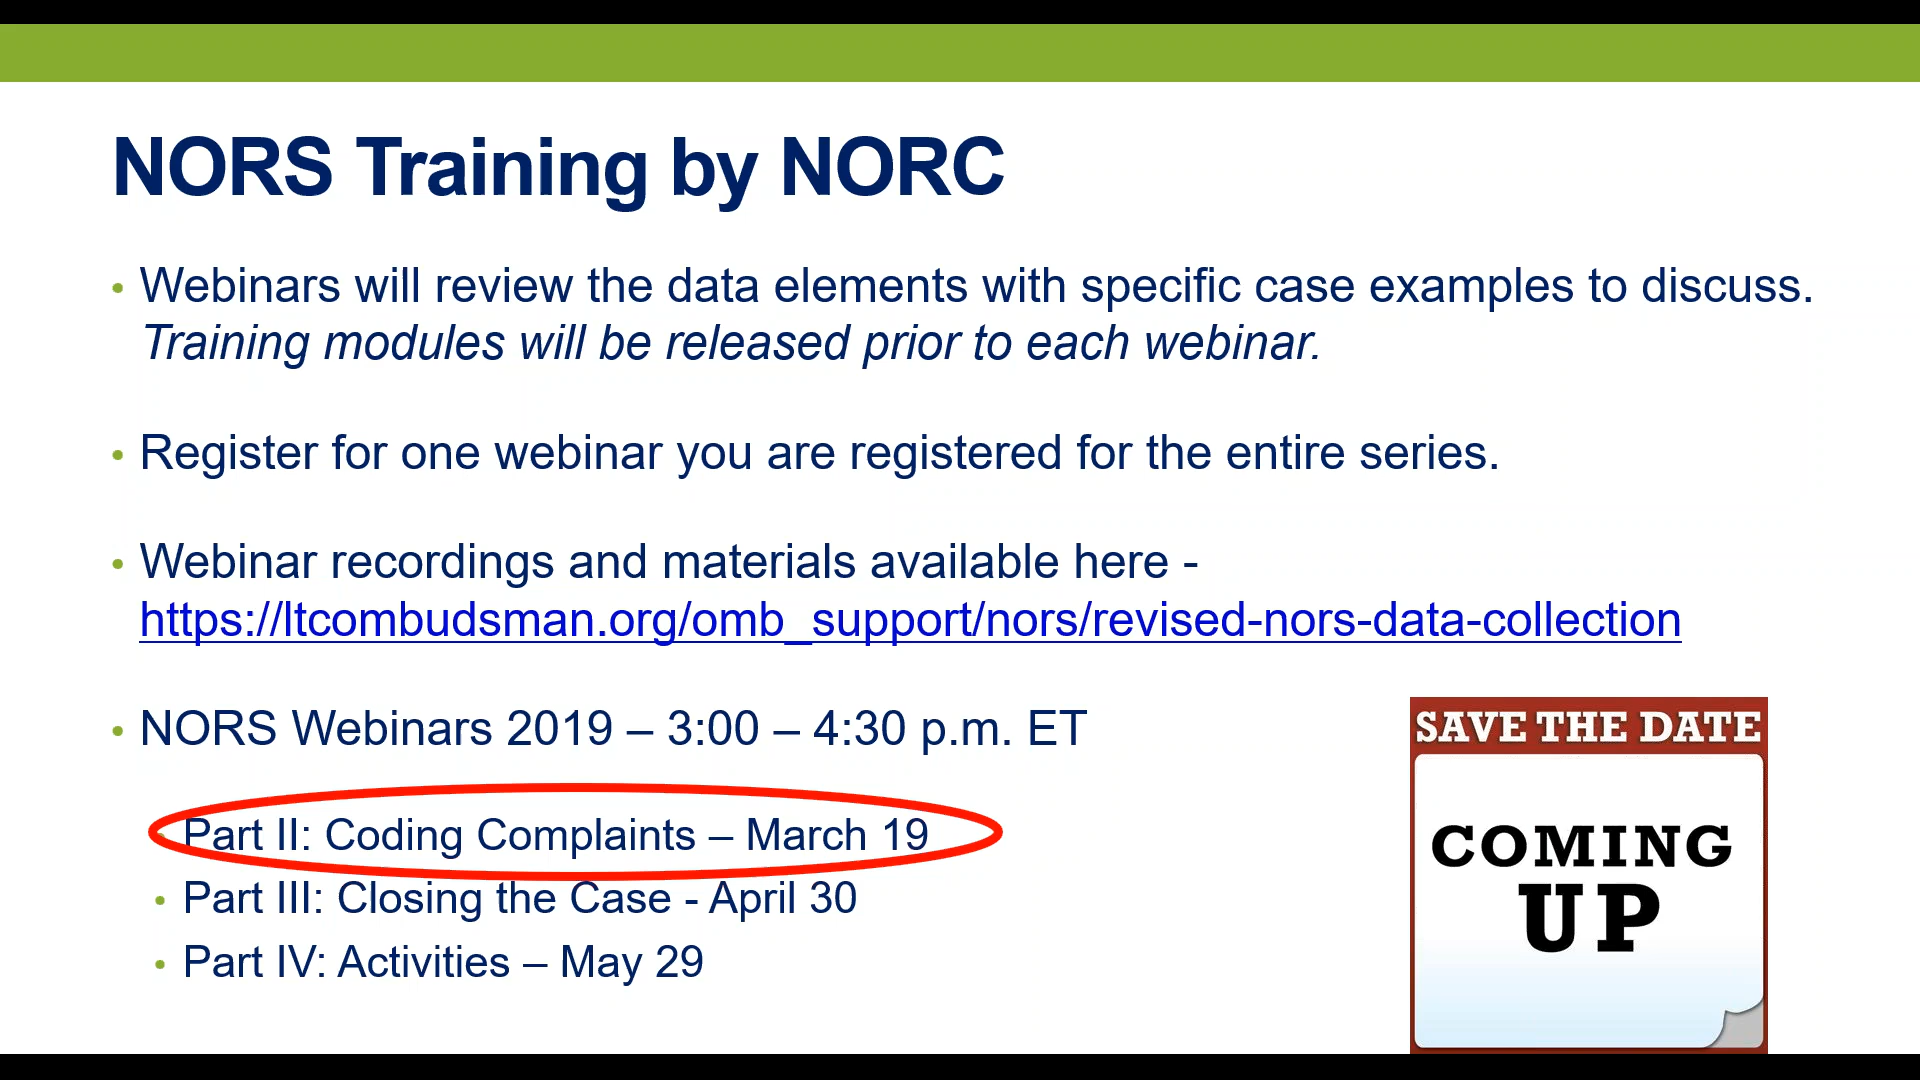 NORS Training by NORC
• Webinars will review the data elements with specific case examples to discuss.
Training modules will be released prior to each webinar.
• Register for one webinar you are registered for the entire series.
• Webinar recordings and materials available here -
https://ltcombudsman.org/omb_support/nors/revised-nors-data-collection
• NORS Webinars 2019 – 3:00 – 4:30 p.m. ET
• Part II: Coding Complaints – March 19
• Part III: Closing the Case - April 30
• Part IV: Activities – May 29
SAVE THE DATE
COMING
UP